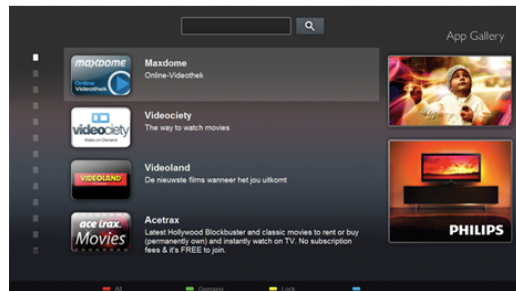 App Gallery
maxdome
Online
Videothek
Maxdome
Online-Videothek
videociety
Video on Demand
Videociety
The way to watch movies
VIDEOLAND
Videoland
De nieuwste films wanneer het jou uitkomt
ace trax.
Movies
Acetrax
Latest Hollywood Blockbuster and classic movies to rent or buy
(permanently own) and instantly watch on TV. No subscription
fees & it's FREE to join.
PHILIPS
All
Germany
Lock